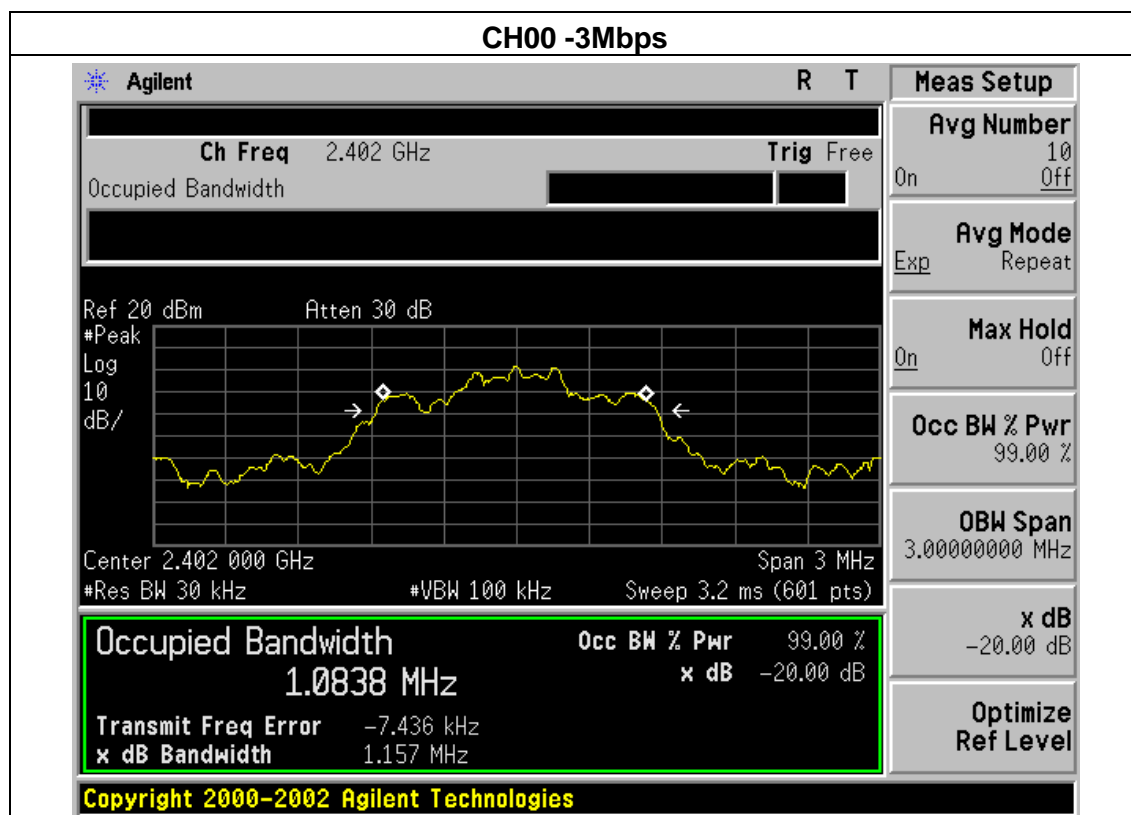 CH00 -3Mbps
Agilent R T
Ch Freq 2.402 GHz Trig Free
Occupied Bandwidth
Ref 20 dBm Atten 30 dB
#Peak
Log
10
dB/
Center 2.402 000 GHz Span 3 MHz
#Res BW 30 kHz #VBW 100 kHz Sweep 3.2 ms (601 pts)
Occupied Bandwidth Occ BW % Pwr 99.00 %
1.0838 MHz x dB -20.00 dB
Transmit Freq Error -7.436 kHz
x dB Bandwidth 1.157 MHz
Copyright 2000-2002 Agilent Technologies
Meas Setup
Avg Number
10
On Off
Avg Mode
Exp Repeat
Max Hold
On Off
Occ BW % Pwr
99.00 %
OBW Span
3.00000000 MHz
x dB
-20.00 dB
Optimize
Ref Level